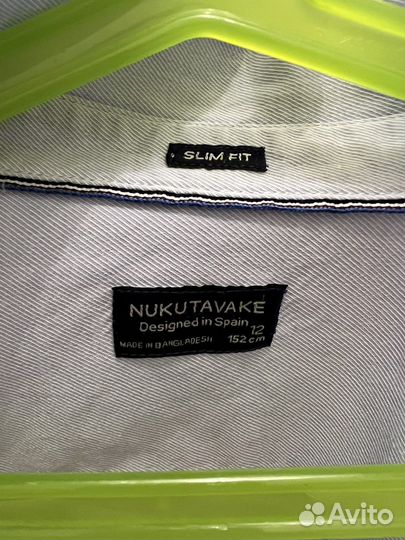 SLIM FIT
NUKUTAVAKE
Designed in Spain 12
MADE IN BANGLADESH 152 cm
Avito